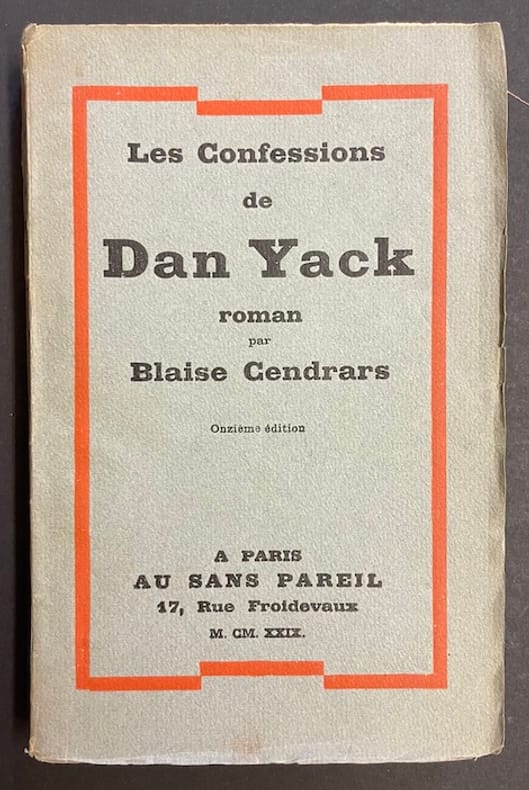 Les Confessions
de
Dan Yack
roman
par
Blaise Cendrars
Onzième édition
A PARIS
AU SANS PAREIL
17, Rue Froidevaux
M. CM. XXIX.